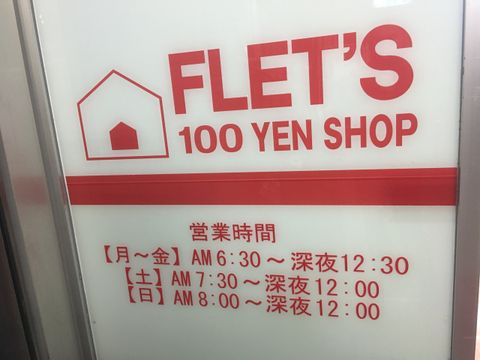 FLET'S
100 YEN SHOP
営業時間
【月～金】AM 6:30～深夜12:30
【土】AM 7:30～深夜12:00
【日】AM 8:00～深夜12:00